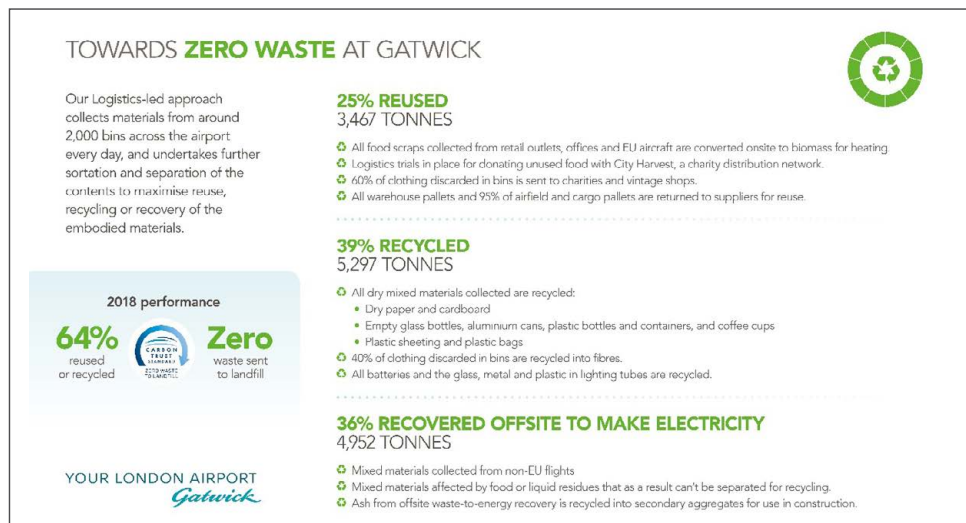 TOWARDS ZERO WASTE AT GATWICK
Our Logistics-led approach
collects materials from around
2,000 bins across the airport
every day, and undertakes further
sortation and separation of the
contents to maximise reuse,
recycling or recovery of the
embodied materials.
2018 performance
64%
reused
or recycled
CARBON
TRUST
STANDARD
ZERO WASTE
TO LANDFILL
Zero
waste sent
to landfill
YOUR LONDON AIRPORT
Gatwick
25% REUSED
3,467 TONNES
All food scraps collected from retail outlets, offices and EU aircraft are converted onsite to biomass for heating.
Logistics trials in place for donating unused food with City Harvest, a charity distribution network.
60% of clothing discarded in bins is sent to charities and vintage shops.
All warehouse pallets and 95% of airfield and cargo pallets are returned to suppliers for reuse.
39% RECYCLED
5,297 TONNES
All dry mixed materials collected are recycled:
• Dry paper and cardboard
• Empty glass bottles, aluminium cans, plastic bottles and containers, and coffee cups
• Plastic sheeting and plastic bags
40% of clothing discarded in bins are recycled into fibres.
All batteries and the glass, metal and plastic in lighting tubes are recycled.
36% RECOVERED OFFSITE TO MAKE ELECTRICITY
4,952 TONNES
Mixed materials collected from non-EU flights
Mixed materials affected by food or liquid residues that as a result can't be separated for recycling.
Ash from offsite waste-to-energy recovery is recycled into secondary aggregates for use in construction.